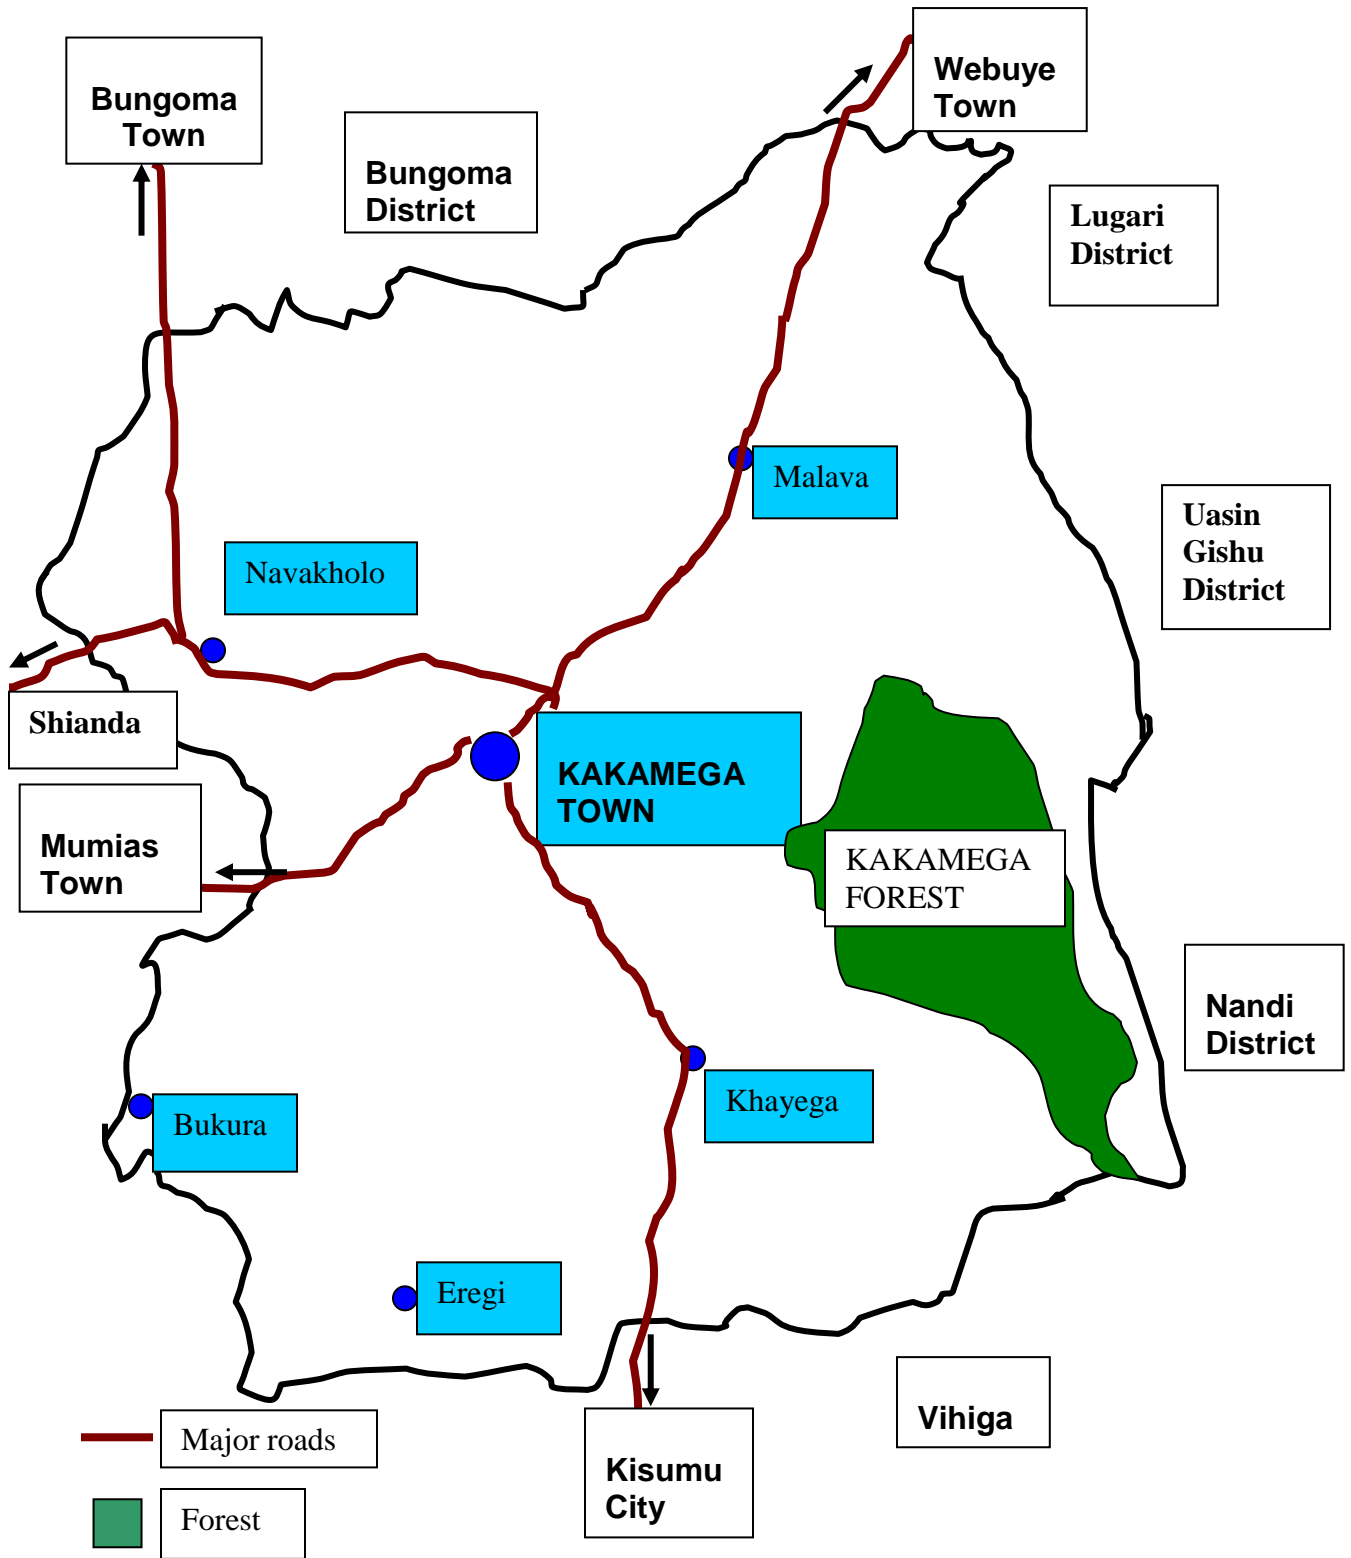 Bungoma
Town
Webuye
Town
Bungoma
District
Lugari
District
Malava
Uasin
Gishu
District
Navakholo
Shianda
KAKAMEGA
TOWN
Mumias
Town
KAKAMEGA
FOREST
Nandi
District
Khayega
Bukura
Eregi
Vihiga
Major roads
Kisumu
City
Forest